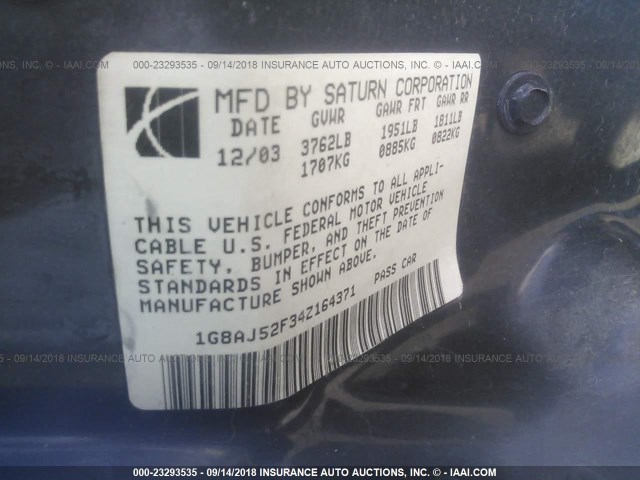 000-23293535 - 09/14/2018 INSURANCE AUTO AUCTIONS, INC. - IAAI.COM
MFD BY SATURN CORPORATION
DATE GVWR GAWR FRT GAWR RR
12/03 3762LB 1951LB 1811LB
1707KG 0885KG 0822KG
THIS VEHICLE CONFORMS TO ALL APPLI-
CABLE U.S. FEDERAL MOTOR VEHICLE
SAFETY, BUMPER, AND THEFT PREVENTION
STANDARDS IN EFFECT ON THE DATE OF
MANUFACTURE SHOWN ABOVE.
1G8AJ52F34Z164371 PASS CAR
000-23293535 - 09/14/2018 INSURANCE AUTO AUCTIONS, INC. - IAAI.COM